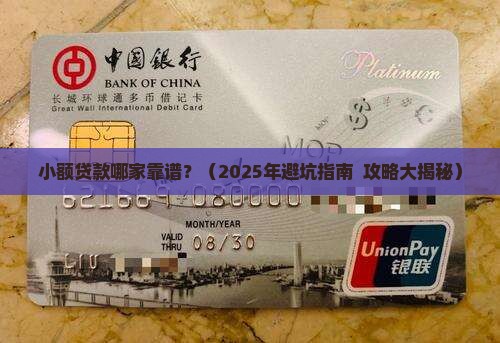 中國銀行
BANK OF CHINA
长城环球通多币借记卡
Great Wall International Debit Card
Platinum
MOP
小额贷款哪家靠谱？（2025年避坑指南 攻略大揭秘）
MONTH/YEAR
VALID
THRU
08/30
UnionPay
银联